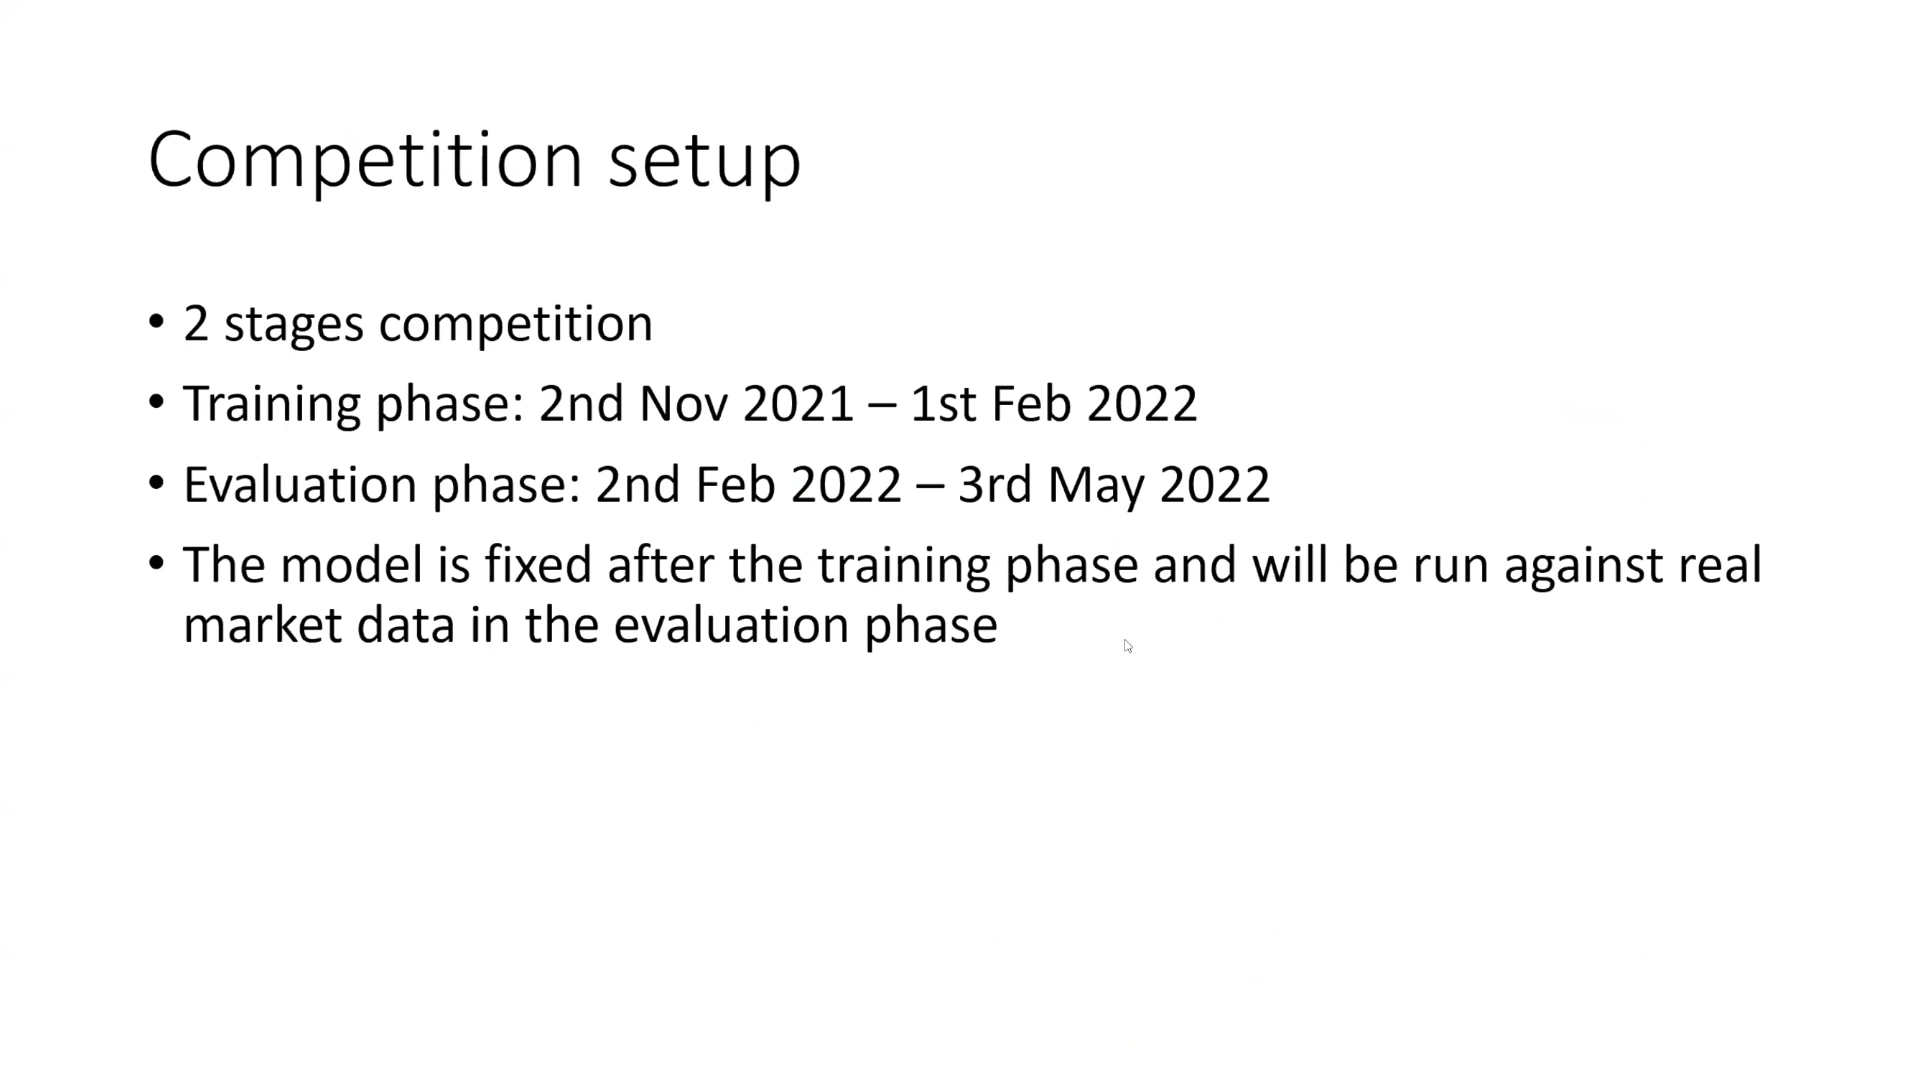 Competition setup
• 2 stages competition
• Training phase: 2nd Nov 2021 – 1st Feb 2022
• Evaluation phase: 2nd Feb 2022 – 3rd May 2022
• The model is fixed after the training phase and will be run against real
market data in the evaluation phase